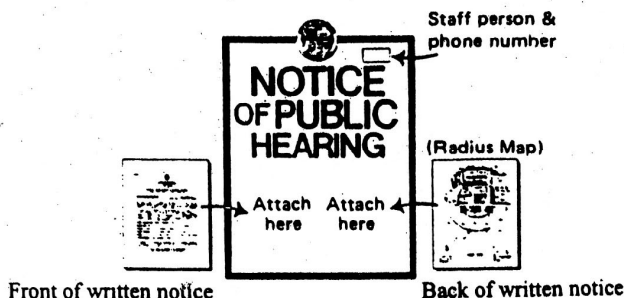 Staff person &
phone number
NOTICE
OF PUBLIC
HEARING
(Radius Map)
Attach Attach
here here
Front of written notice
Back of written notice